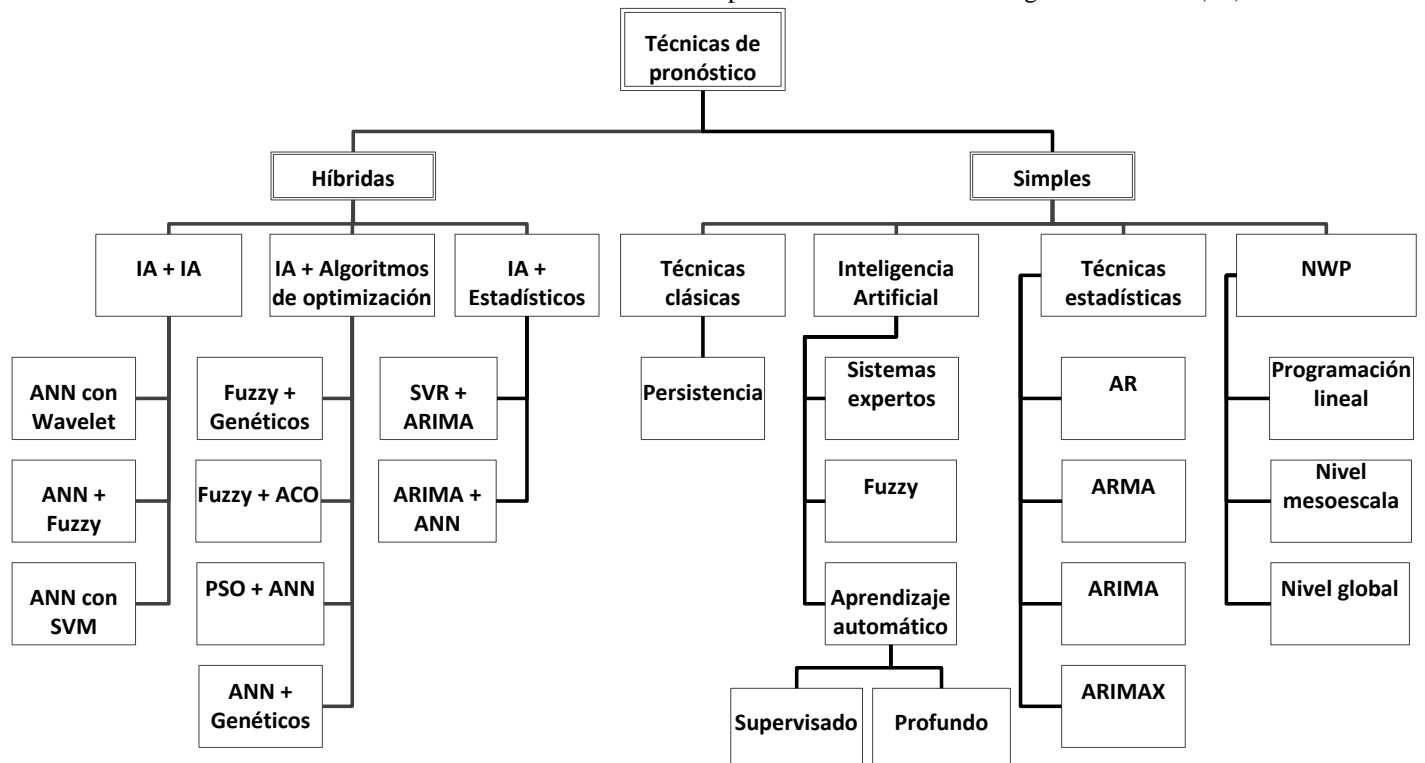 Técnicas de
pronóstico
Híbridas
Simples
IA + IA
IA + Algoritmos
de optimización
IA +
Estadísticos
Técnicas
clásicas
Inteligencia
Artificial
Técnicas
estadísticas
NWP
ANN con
Wavelet
ANN +
Fuzzy
ANN con
SVM
Fuzzy +
Genéticos
Fuzzy + ACO
PSO + ANN
ANN +
Genéticos
SVR +
ARIMA
ARIMA +
ANN
Persistencia
Sistemas
expertos
Fuzzy
Aprendizaje
automático
Supervisado
Profundo
AR
ARMA
ARIMA
ARIMAX
Programación
lineal
Nivel
mesoescala
Nivel global